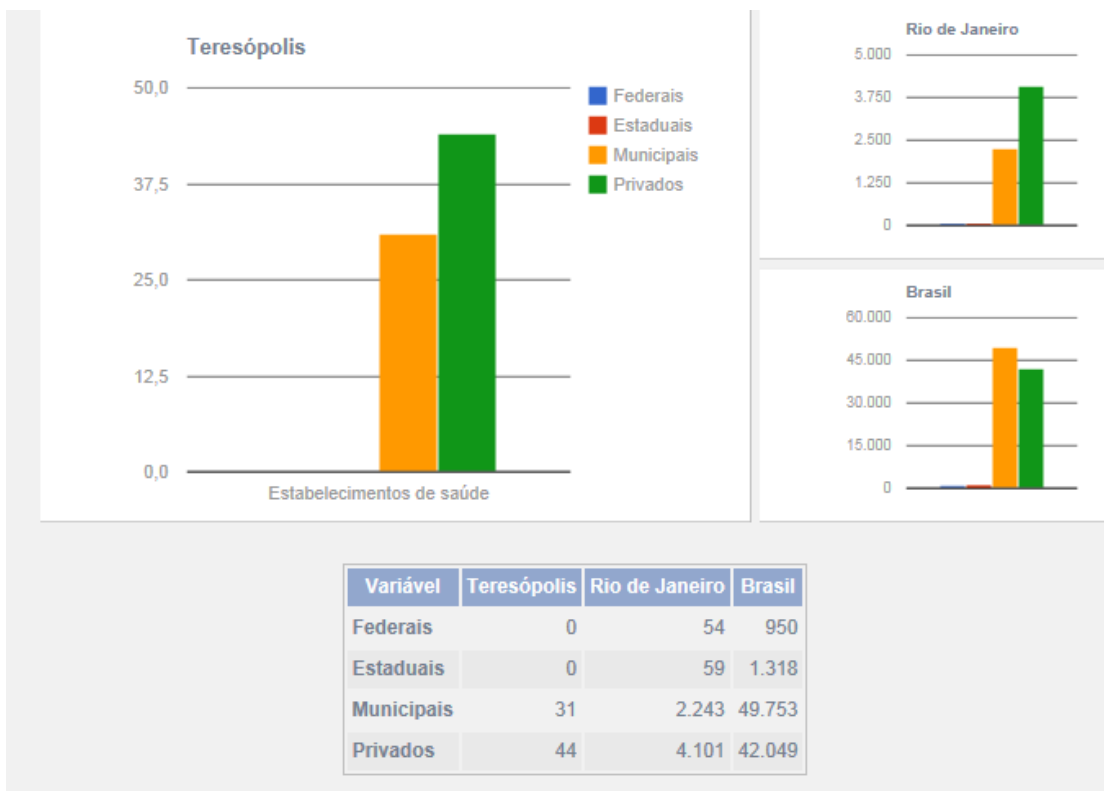 Teresópolis
50,0
37,5
25,0
12,5
0,0
Estabelecimentos de saúde
Federais
Estaduais
Municipais
Privados
Rio de Janeiro
5.000
3.750
2.500
1.250
0
Brasil
60.000
45.000
30.000
15.000
0
Variável Teresópolis Rio de Janeiro Brasil
Federais 0 54 950
Estaduais 0 59 1.318
Municipais 31 2.243 49.753
Privados 44 4.101 42.049